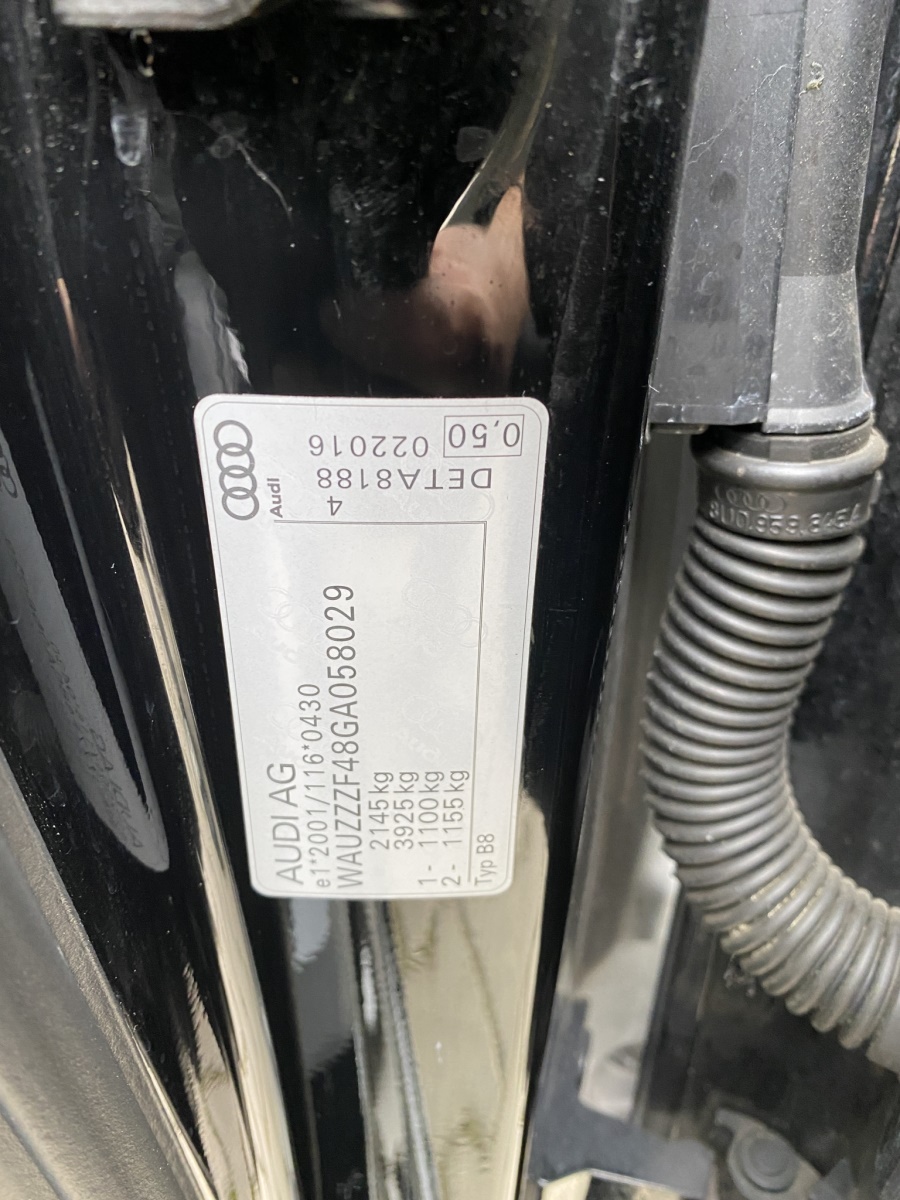 AUDI AG
e1*2001/116*0430
WAUZZZF48GA058029
2145kg
3925kg
1- 1100kg
2- 1155kg
Typ B8
Audi
4
DETA8188
022016
0,50